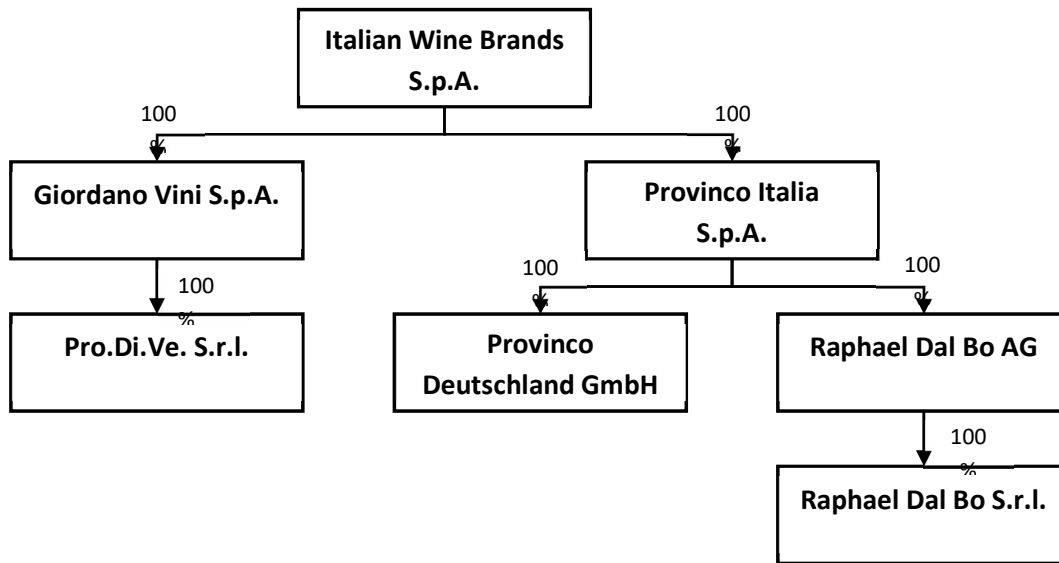 Italian Wine Brands
S.p.A.
100
%
100
%
Giordano Vini S.p.A.
Provinco Italia
S.p.A.
100
%
100
%
100
%
Pro.Di.Ve. S.r.l.
Provinco
Deutschland GmbH
Raphael Dal Bo AG
100
%
Raphael Dal Bo S.r.l.